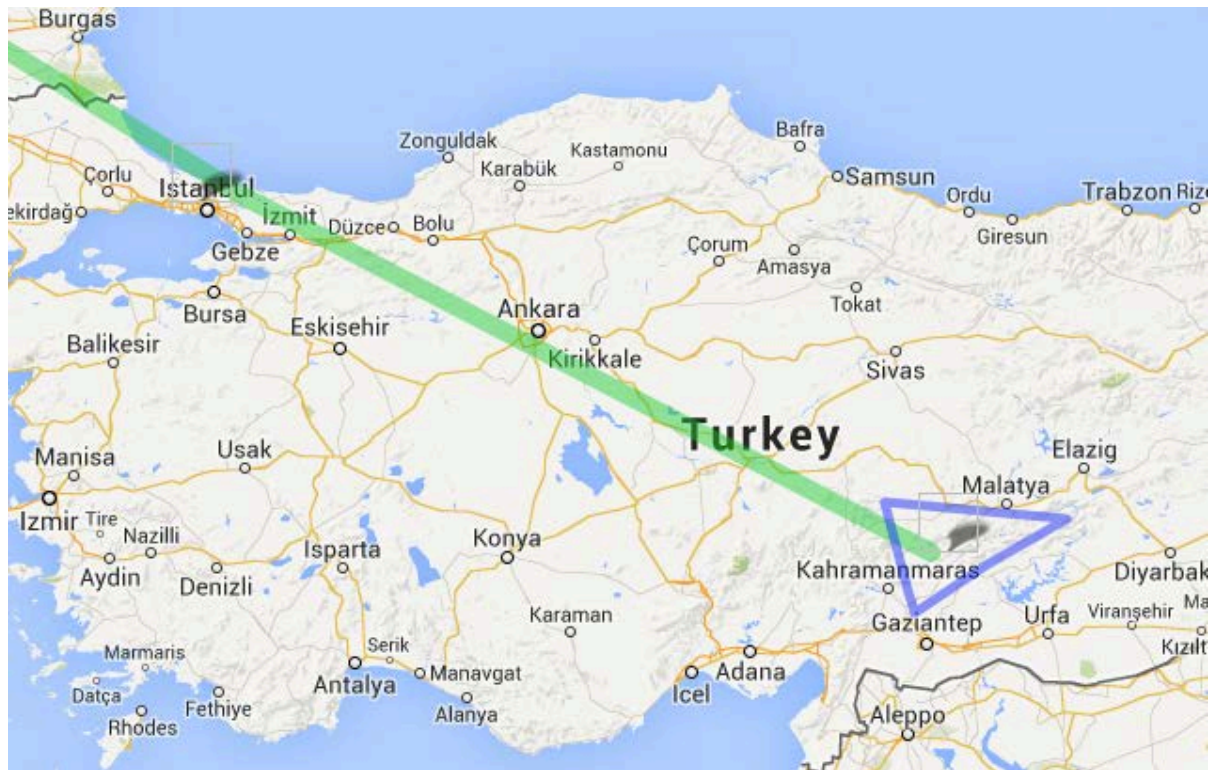 Burgas
Zonguldak
Bafra
Kastamonu
Karabük
Samsun
Çorlu
Istanbul
Ordu
Trabzon
Rize
ekirdağ
İzmit
Düzce
Bolu
Giresun
Gebze
Çorum
Amasya
Bursa
Ankara
Tokat
Eskisehir
Balikesir
Kirikkale
Sivas
Turkey
Usak
Elazig
Manisa
Malatya
Izmir
Tire
Nazilli
Isparta
Konya
Aydin
Denizli
Kahramanmaras
Diyarbak
Karaman
Gaziantep
Urfa
Viranşehir
Ma
Kızılt
Marmaris
Serik
Manavgat
Adana
Antalya
Icel
Datça
Fethiye
Alanya
Rhodes
Aleppo